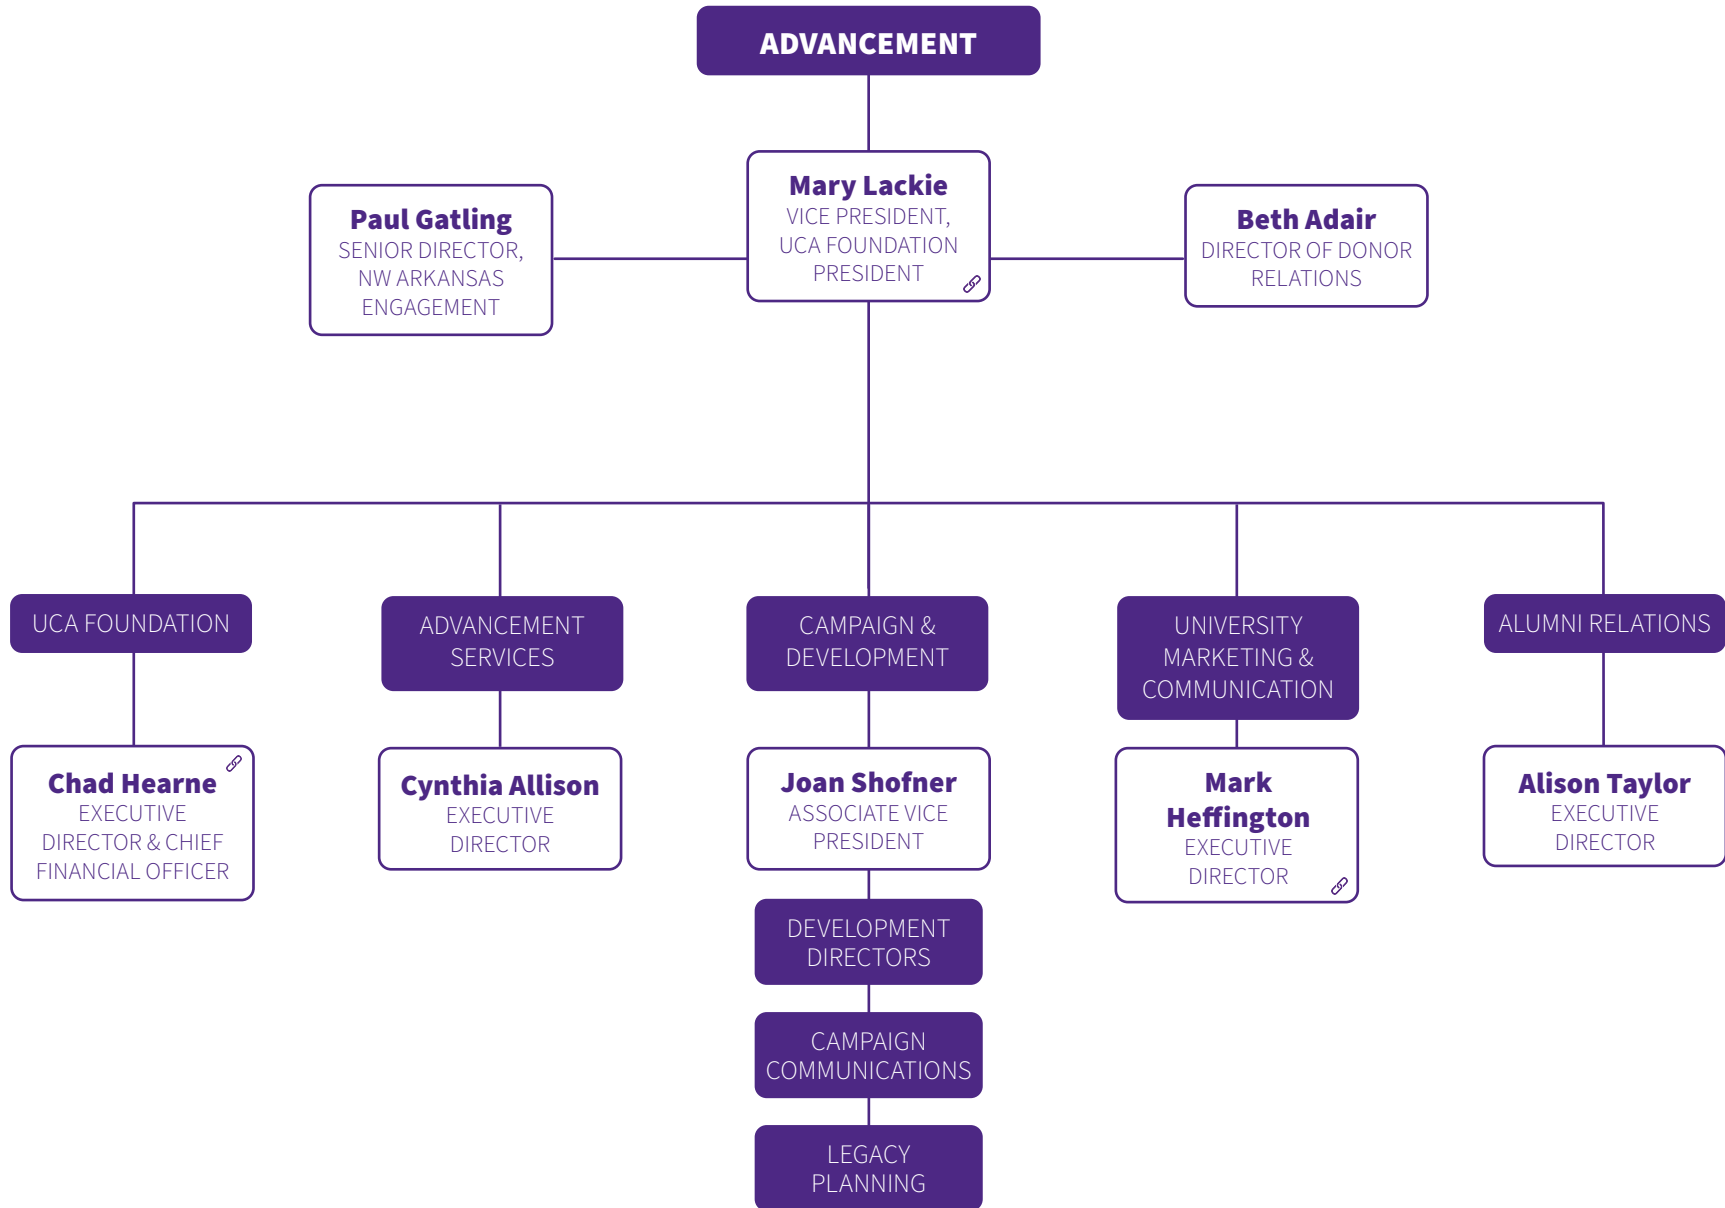 ADVANCEMENT
Mary Lackie
VICE PRESIDENT,
UCA FOUNDATION
PRESIDENT
Paul Gatling
SENIOR DIRECTOR,
NW ARKANSAS
ENGAGEMENT
Beth Adair
DIRECTOR OF DONOR
RELATIONS
UCA FOUNDATION
Chad Hearne
EXECUTIVE
DIRECTOR & CHIEF
FINANCIAL OFFICER
ADVANCEMENT
SERVICES
Cynthia Allison
EXECUTIVE
DIRECTOR
CAMPAIGN &
DEVELOPMENT
Joan Shofner
ASSOCIATE VICE
PRESIDENT
DEVELOPMENT
DIRECTORS
CAMPAIGN
COMMUNICATIONS
LEGACY
PLANNING
UNIVERSITY
MARKETING &
COMMUNICATION
Mark
Heffington
EXECUTIVE
DIRECTOR
ALUMNI RELATIONS
Alison Taylor
EXECUTIVE
DIRECTOR